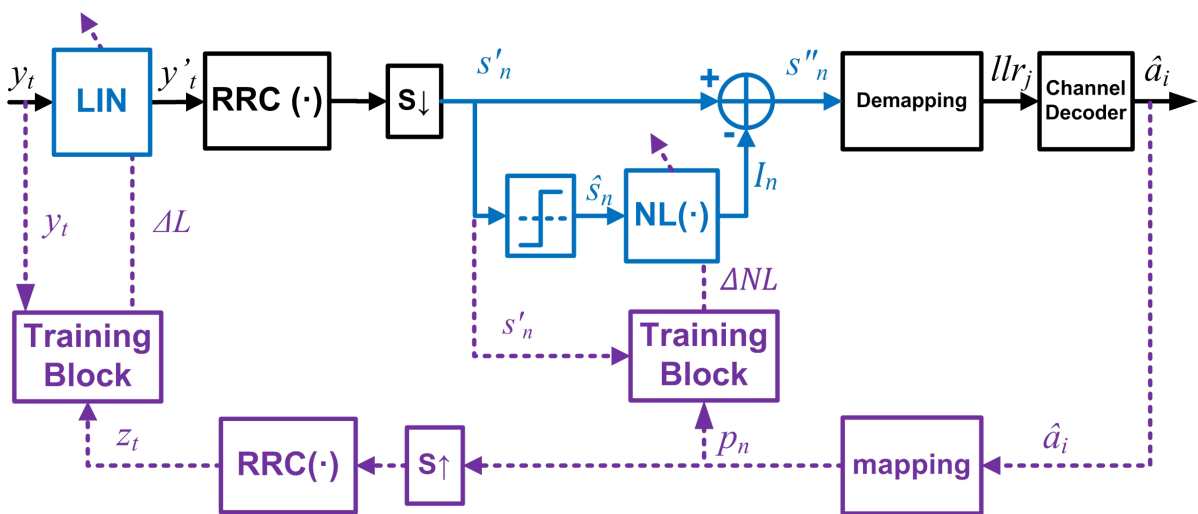 y_t
LIN
y'_t
RRC (·)
S↓
s'_n
+
-
s''_n
Demapping
llr_j
Channel
Decoder
â_i
ŝ_n
NL(·)
I_n
y_t
ΔL
ΔNL
Training
Block
s'_n
Training
Block
z_t
RRC(·)
S↑
p_n
mapping
â_i